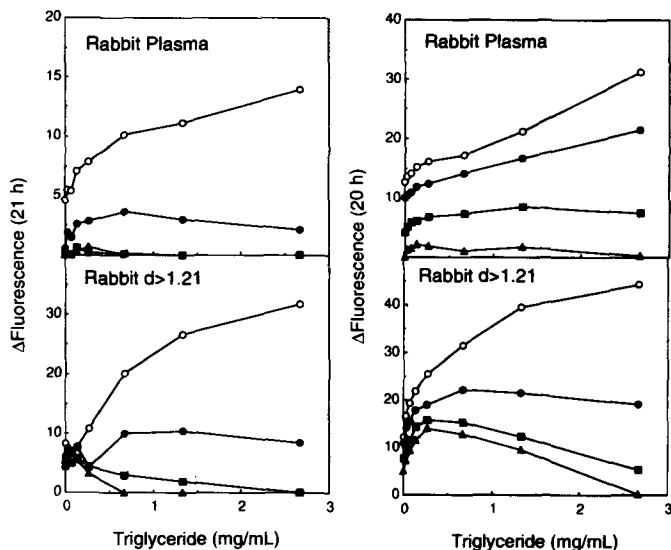 20
Rabbit Plasma
15
10
5
0
Rabbit d>1.21
30
20
10
0
0 1 2 3
Triglyceride (mg/mL)
ΔFluorescence (21 h)
40
Rabbit Plasma
30
20
10
0
Rabbit d>1.21
40
30
20
10
0
0 1 2 3
Triglyceride (mg/mL)
ΔFluorescence (20 h)